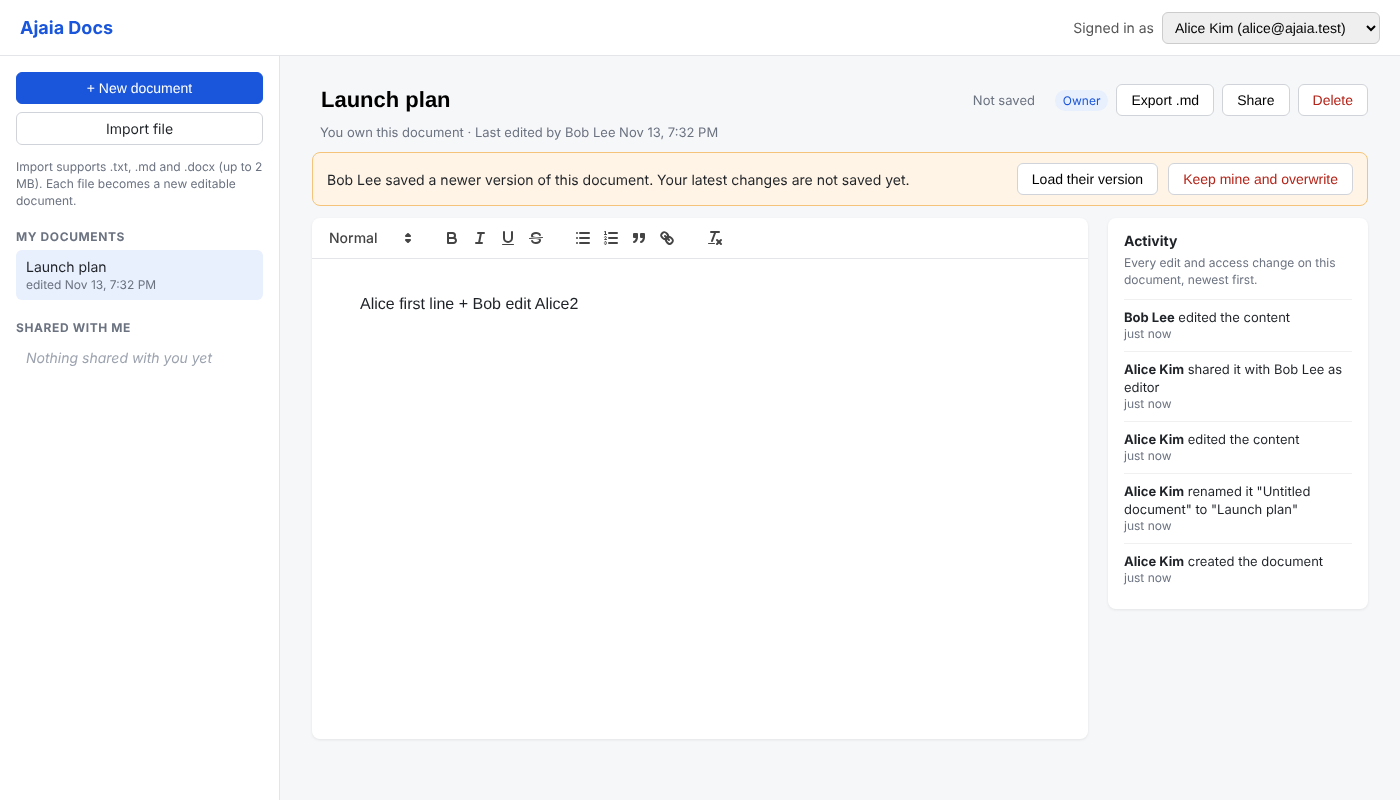 Ajaia Docs
Signed in as
Alice Kim (alice@ajaia.test)
+ New document
Import file
Import supports .txt, .md and .docx (up to 2
MB). Each file becomes a new editable
document.
MY DOCUMENTS
Launch plan
edited Nov 13, 7:32 PM
SHARED WITH ME
Nothing shared with you yet
Launch plan
Not saved
Owner
Export .md
Share
Delete
You own this document · Last edited by Bob Lee Nov 13, 7:32 PM
Bob Lee saved a newer version of this document. Your latest changes are not saved yet.
Load their version
Keep mine and overwrite
Normal
Alice first line + Bob edit Alice2
Activity
Every edit and access change on this
document, newest first.
Bob Lee edited the content
just now
Alice Kim shared it with Bob Lee as
editor
just now
Alice Kim edited the content
just now
Alice Kim renamed it "Untitled
document" to "Launch plan"
just now
Alice Kim created the document
just now